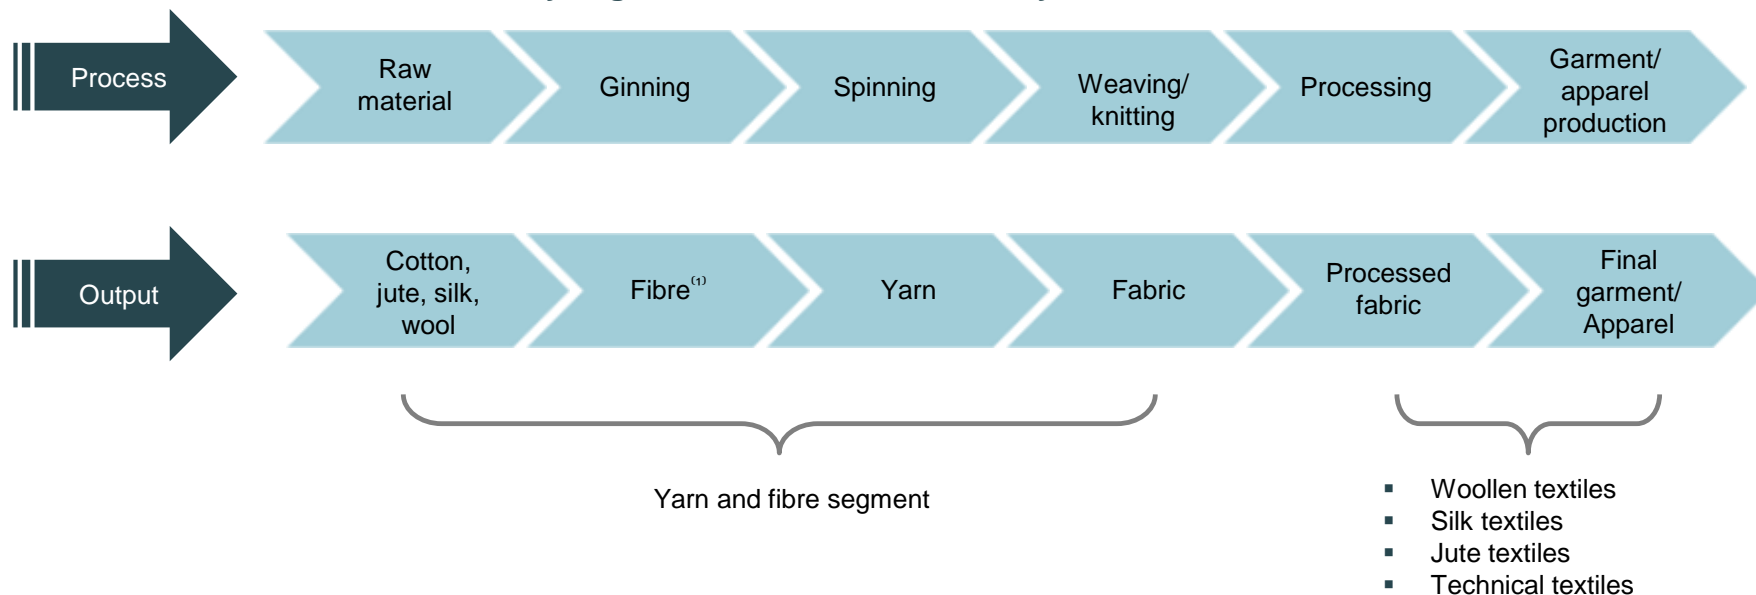 Process
Raw
material
Ginning
Spinning
Weaving/
knitting
Processing
Garment/
apparel
production
Output
Cotton,
jute, silk,
wool
Fibre⁽¹⁾
Yarn
Fabric
Processed
fabric
Final
garment/
Apparel
Yarn and fibre segment
▪ Woollen textiles
▪ Silk textiles
▪ Jute textiles
▪ Technical textiles